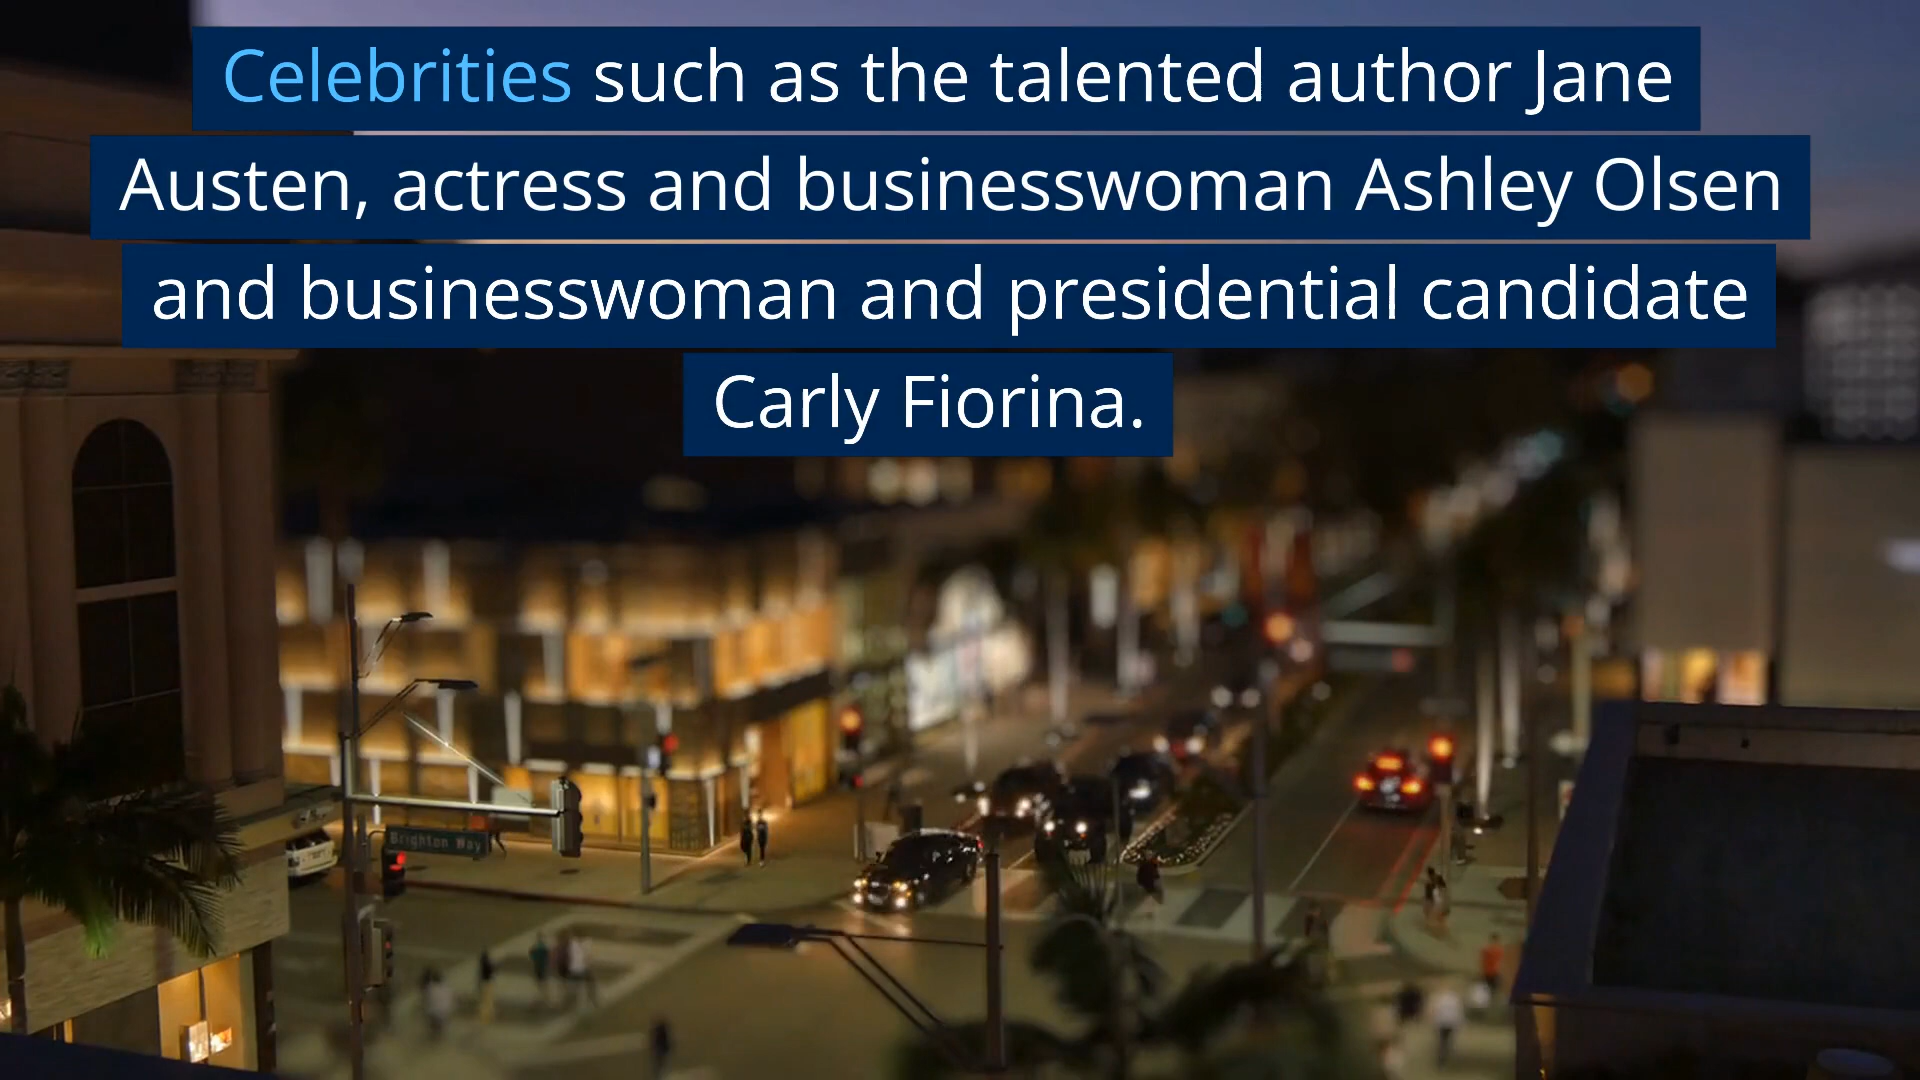 Celebrities such as the talented author Jane
Austen, actress and businesswoman Ashley Olsen
and businesswoman and presidential candidate
Carly Fiorina.
Brighton Way